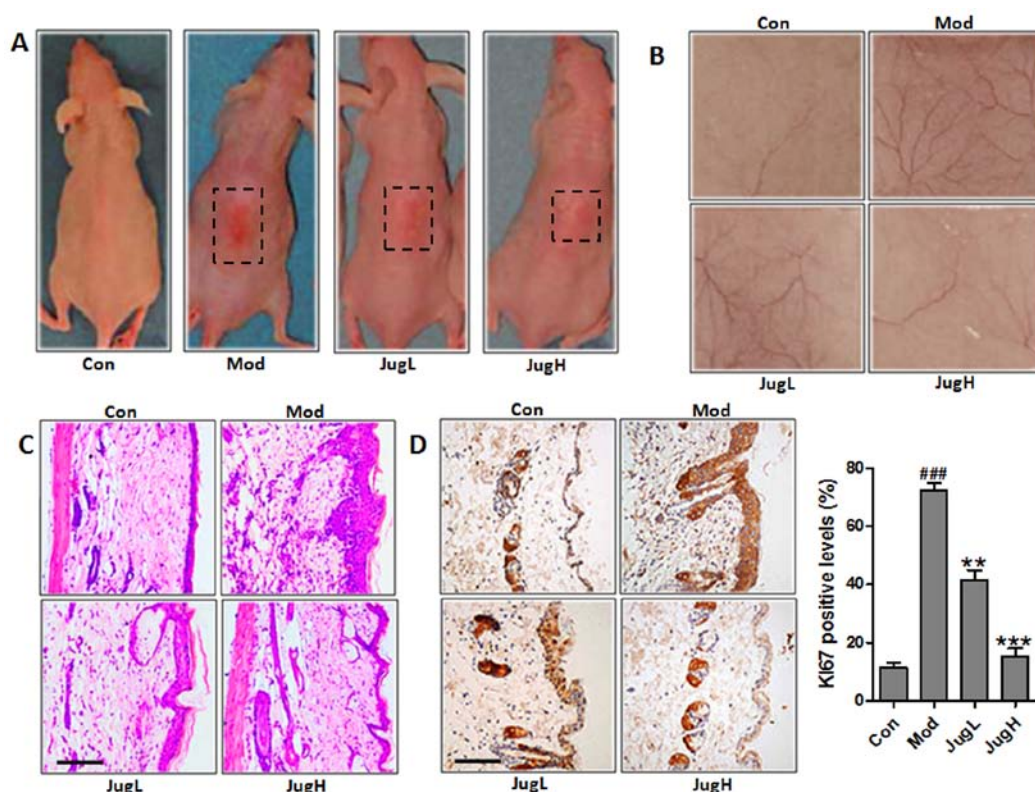 A
Con
Mod
JugL
JugH
B
Con
Mod
JugL
JugH
C
Con
Mod
JugL
JugH
D
Con
Mod
JugL
JugH
KI67 positive levels (%)
80
60
40
20
0
###
**
***
Con
Mod
JugL
JugH